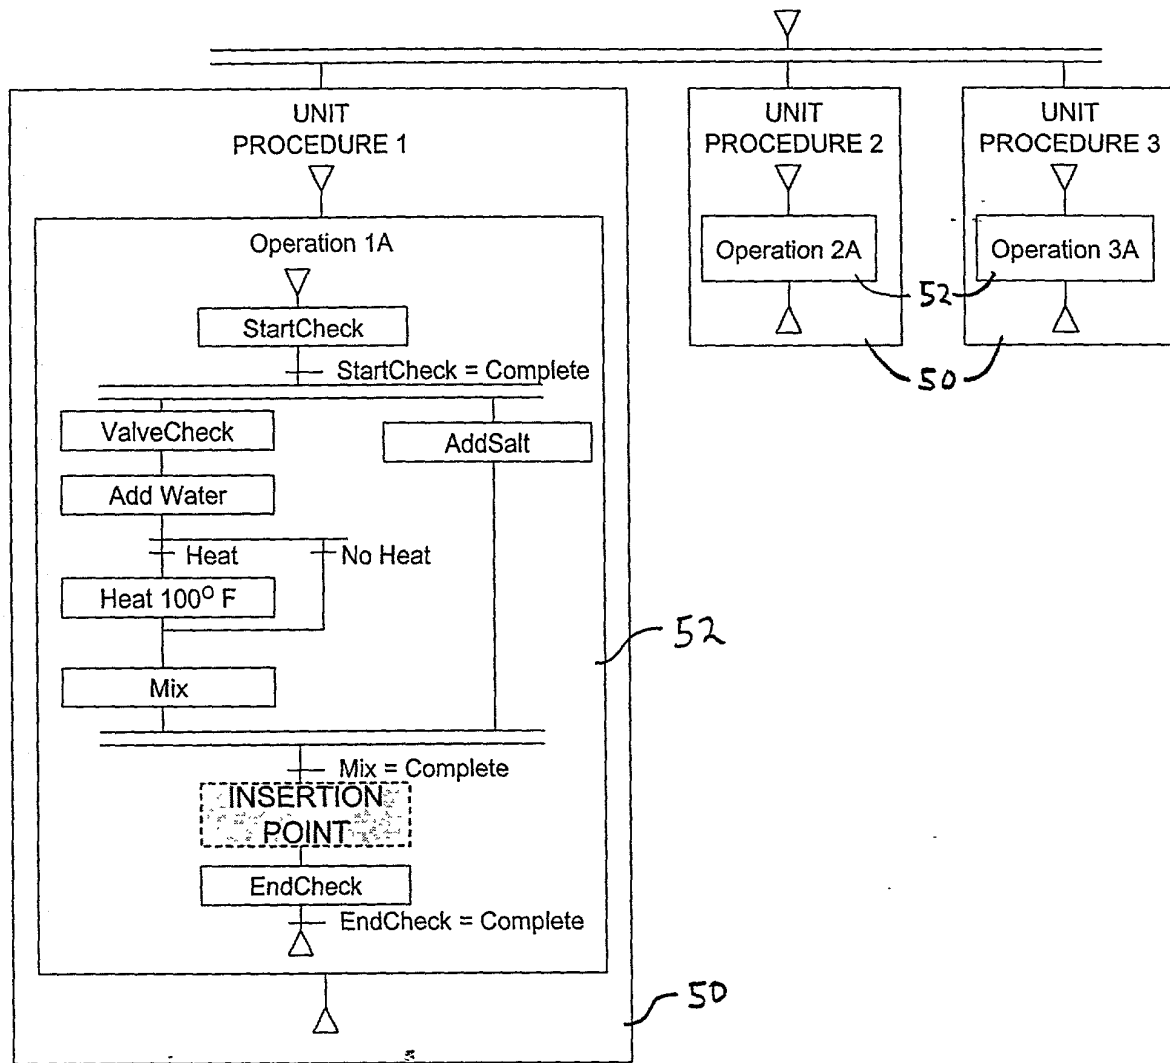 UNIT
PROCEDURE 1
Operation 1A
StartCheck
StartCheck = Complete
ValveCheck
AddSalt
Add Water
Heat
No Heat
Heat 100° F
Mix
Mix = Complete
INSERTION
POINT
EndCheck
EndCheck = Complete
52
50
UNIT
PROCEDURE 2
Operation 2A
UNIT
PROCEDURE 3
Operation 3A
52
50